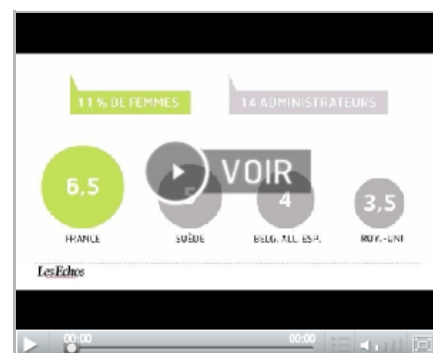 11 % DE FEMMES
14 ADMINISTRATEURS
VOIR
6,5
5
4
3,5
FRANCE
SUÈDE
BELG. ALL. ESP.
ROY.-UNI
Les Echos
00:00
00:00